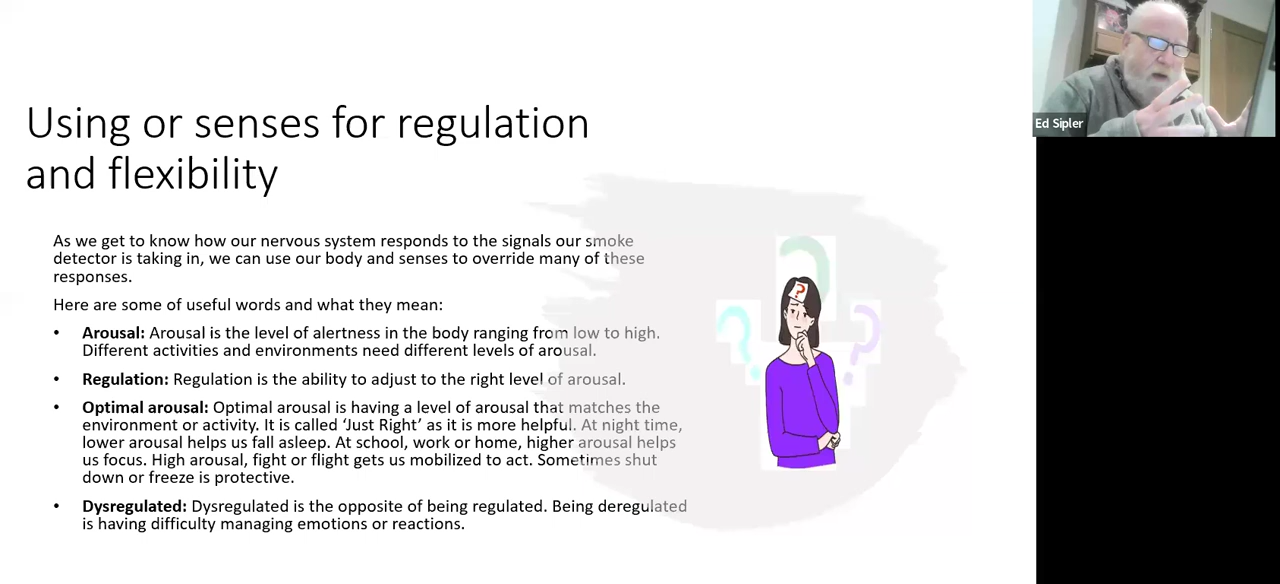 Using or senses for regulation
and flexibility
As we get to know how our nervous system responds to the signals our smoke
detector is taking in, we can use our body and senses to override many of these
responses.
Here are some of useful words and what they mean:
• Arousal: Arousal is the level of alertness in the body ranging from low to high.
Different activities and environments need different levels of arousal.
• Regulation: Regulation is the ability to adjust to the right level of arousal.
• Optimal arousal: Optimal arousal is having a level of arousal that matches the
environment or activity. It is called ‘Just Right’ as it is more helpful. At night time,
lower arousal helps us fall asleep. At school, work or home, higher arousal helps
us focus. High arousal, fight or flight gets us mobilized to act. Sometimes shut
down or freeze is protective.
• Dysregulated: Dysregulated is the opposite of being regulated. Being deregulated
is having difficulty managing emotions or reactions.
?
?
?
?
Ed Sipler